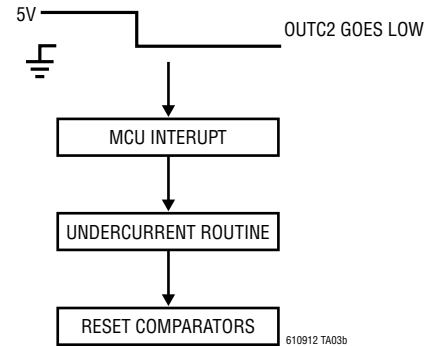 5V
OUTC2 GOES LOW
MCU INTERUPT
UNDERCURRENT ROUTINE
RESET COMPARATORS
610912 TA03b